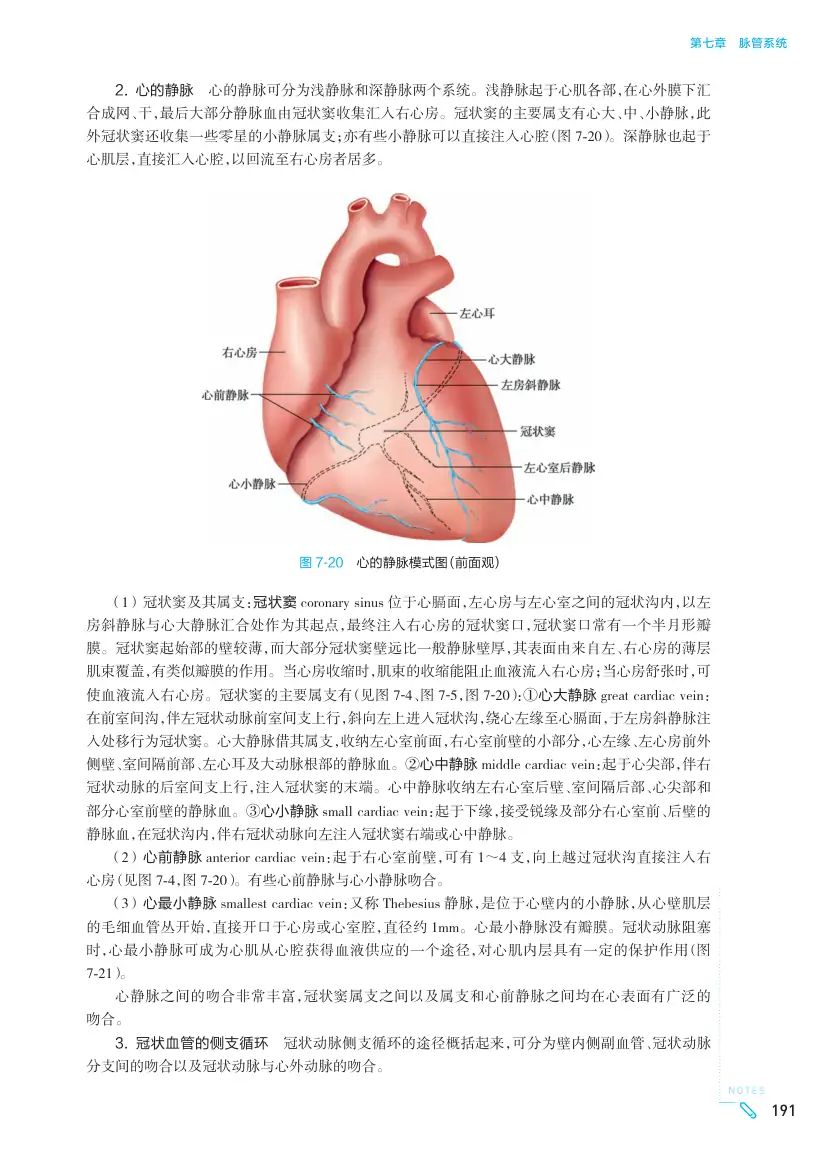 第七章 脉管系统
2. 心的静脉 心的静脉可分为浅静脉和深静脉两个系统。浅静脉起于心肌各部,在心外膜下汇
合成网、干,最后大部分静脉血由冠状窦收集汇入右心房。冠状窦的主要属支有心大、中、小静脉,此
外冠状窦还收集一些零星的小静脉属支;亦有些小静脉可以直接注入心腔(图 7-20)。深静脉也起于
心肌层,直接汇入心腔,以回流至右心房者居多。
左心耳
右心房
心大静脉
左房斜静脉
心前静脉
冠状窦
左心室后静脉
心小静脉
心中静脉
图 7-20 心的静脉模式图(前面观)
(1)冠状窦及其属支:冠状窦 coronary sinus 位于心膈面,左心房与左心室之间的冠状沟内,以左
房斜静脉与心大静脉汇合处作为其起点,最终注入右心房的冠状窦口,冠状窦口常有一个半月形瓣
膜。冠状窦起始部的壁较薄,而大部分冠状窦壁远比一般静脉壁厚,其表面由来自左、右心房的薄层
肌束覆盖,有类似瓣膜的作用。当心房收缩时,肌束的收缩能阻止血液流入右心房;当心房舒张时,可
使血液流入右心房。冠状窦的主要属支有(见图 7-4、图 7-5,图 7-20):①心大静脉 great cardiac vein:
在前室间沟,伴左冠状动脉前室间支上行,斜向左上进入冠状沟,绕心左缘至心膈面,于左房斜静脉注
入处移行为冠状窦。心大静脉借其属支,收纳左心室前面,右心室前壁的小部分,心左缘、左心房前外
侧壁、室间隔前部、左心耳及大动脉根部的静脉血。②心中静脉 middle cardiac vein:起于心尖部,伴右
冠状动脉的后室间支上行,注入冠状窦的末端。心中静脉收纳左右心室后壁、室间隔后部、心尖部和
部分心室前壁的静脉血。③心小静脉 small cardiac vein:起于下缘,接受锐缘及部分右心室前、后壁的
静脉血,在冠状沟内,伴右冠状动脉向左注入冠状窦右端或心中静脉。
(2)心前静脉 anterior cardiac vein:起于右心室前壁,可有 1～4 支,向上越过冠状沟直接注入右
心房(见图 7-4,图 7-20)。有些心前静脉与心小静脉吻合。
(3)心最小静脉 smallest cardiac vein:又称 Thebesius 静脉,是位于心壁内的小静脉,从心壁肌层
的毛细血管丛开始,直接开口于心房或心室腔,直径约 1mm。心最小静脉没有瓣膜。冠状动脉阻塞
时,心最小静脉可成为心肌从心腔获得血液供应的一个途径,对心肌内层具有一定的保护作用(图
7-21)。
心静脉之间的吻合非常丰富,冠状窦属支之间以及属支和心前静脉之间均在心表面有广泛的
吻合。
3. 冠状血管的侧支循环 冠状动脉侧支循环的途径概括起来,可分为壁内侧副血管、冠状动脉
分支间的吻合以及冠状动脉与心外动脉的吻合。
NOTES
191